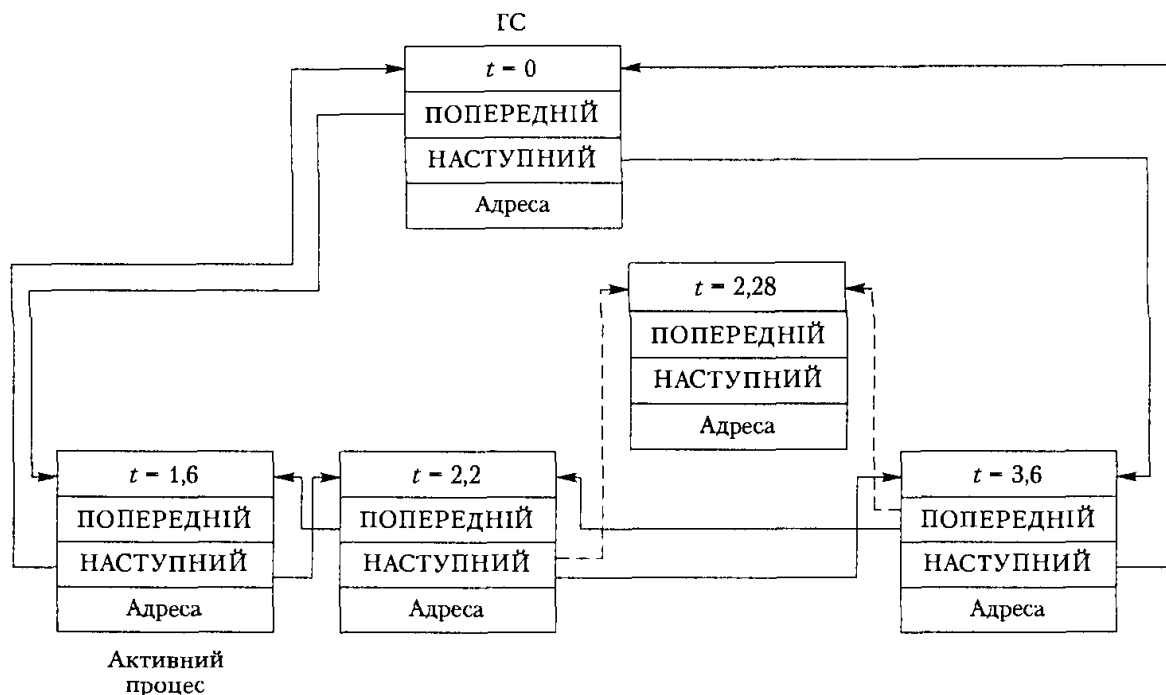 ГС
t = 0
ПОПЕРЕДНІЙ
НАСТУПНИЙ
Адреса
t = 2,28
ПОПЕРЕДНІЙ
НАСТУПНИЙ
Адреса
t = 1,6
ПОПЕРЕДНІЙ
НАСТУПНИЙ
Адреса
Активний
процес
t = 2,2
ПОПЕРЕДНІЙ
НАСТУПНИЙ
Адреса
t = 3,6
ПОПЕРЕДНІЙ
НАСТУПНИЙ
Адреса